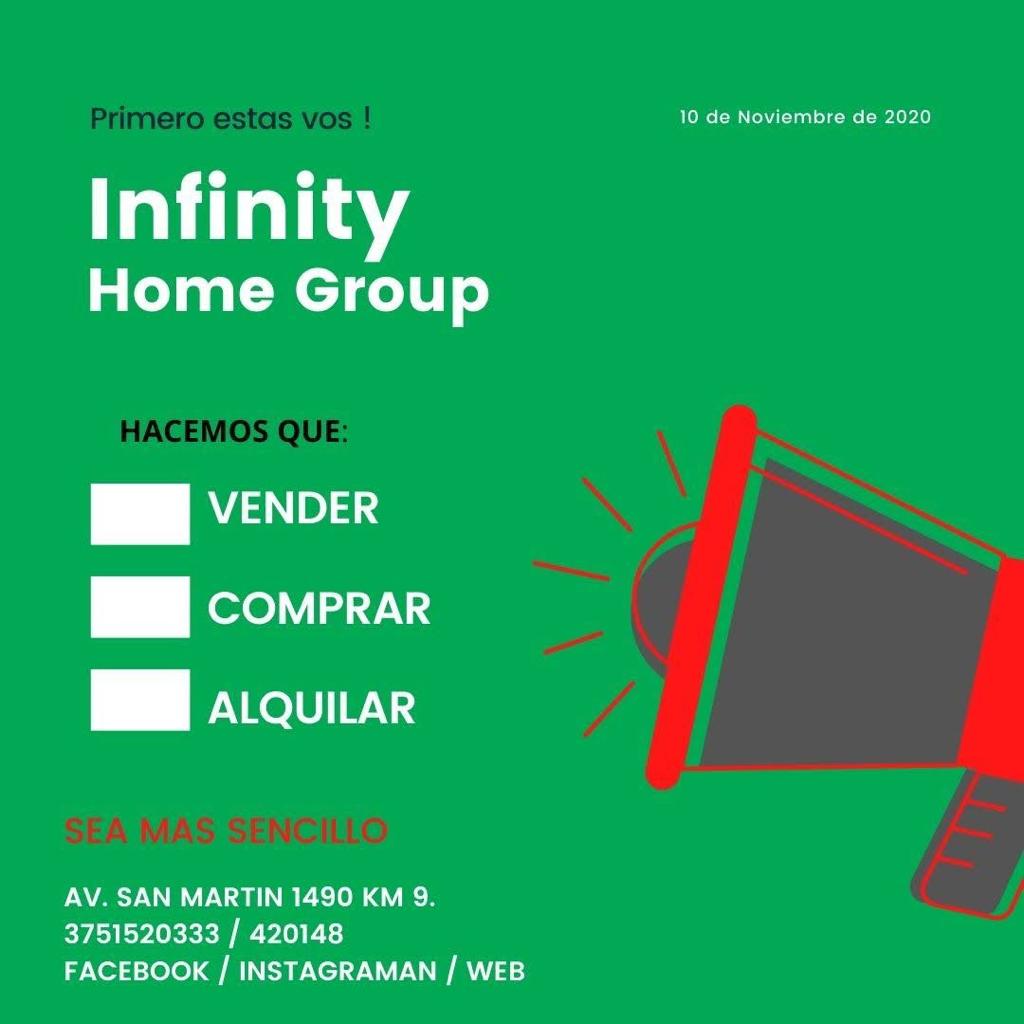 Primero estas vos !
10 de Noviembre de 2020
Infinity
Home Group
HACEMOS QUE:
VENDER
COMPRAR
ALQUILAR
SEA MAS SENCILLO
AV. SAN MARTIN 1490 KM 9.
3751520333 / 420148
FACEBOOK / INSTAGRAMAN / WEB